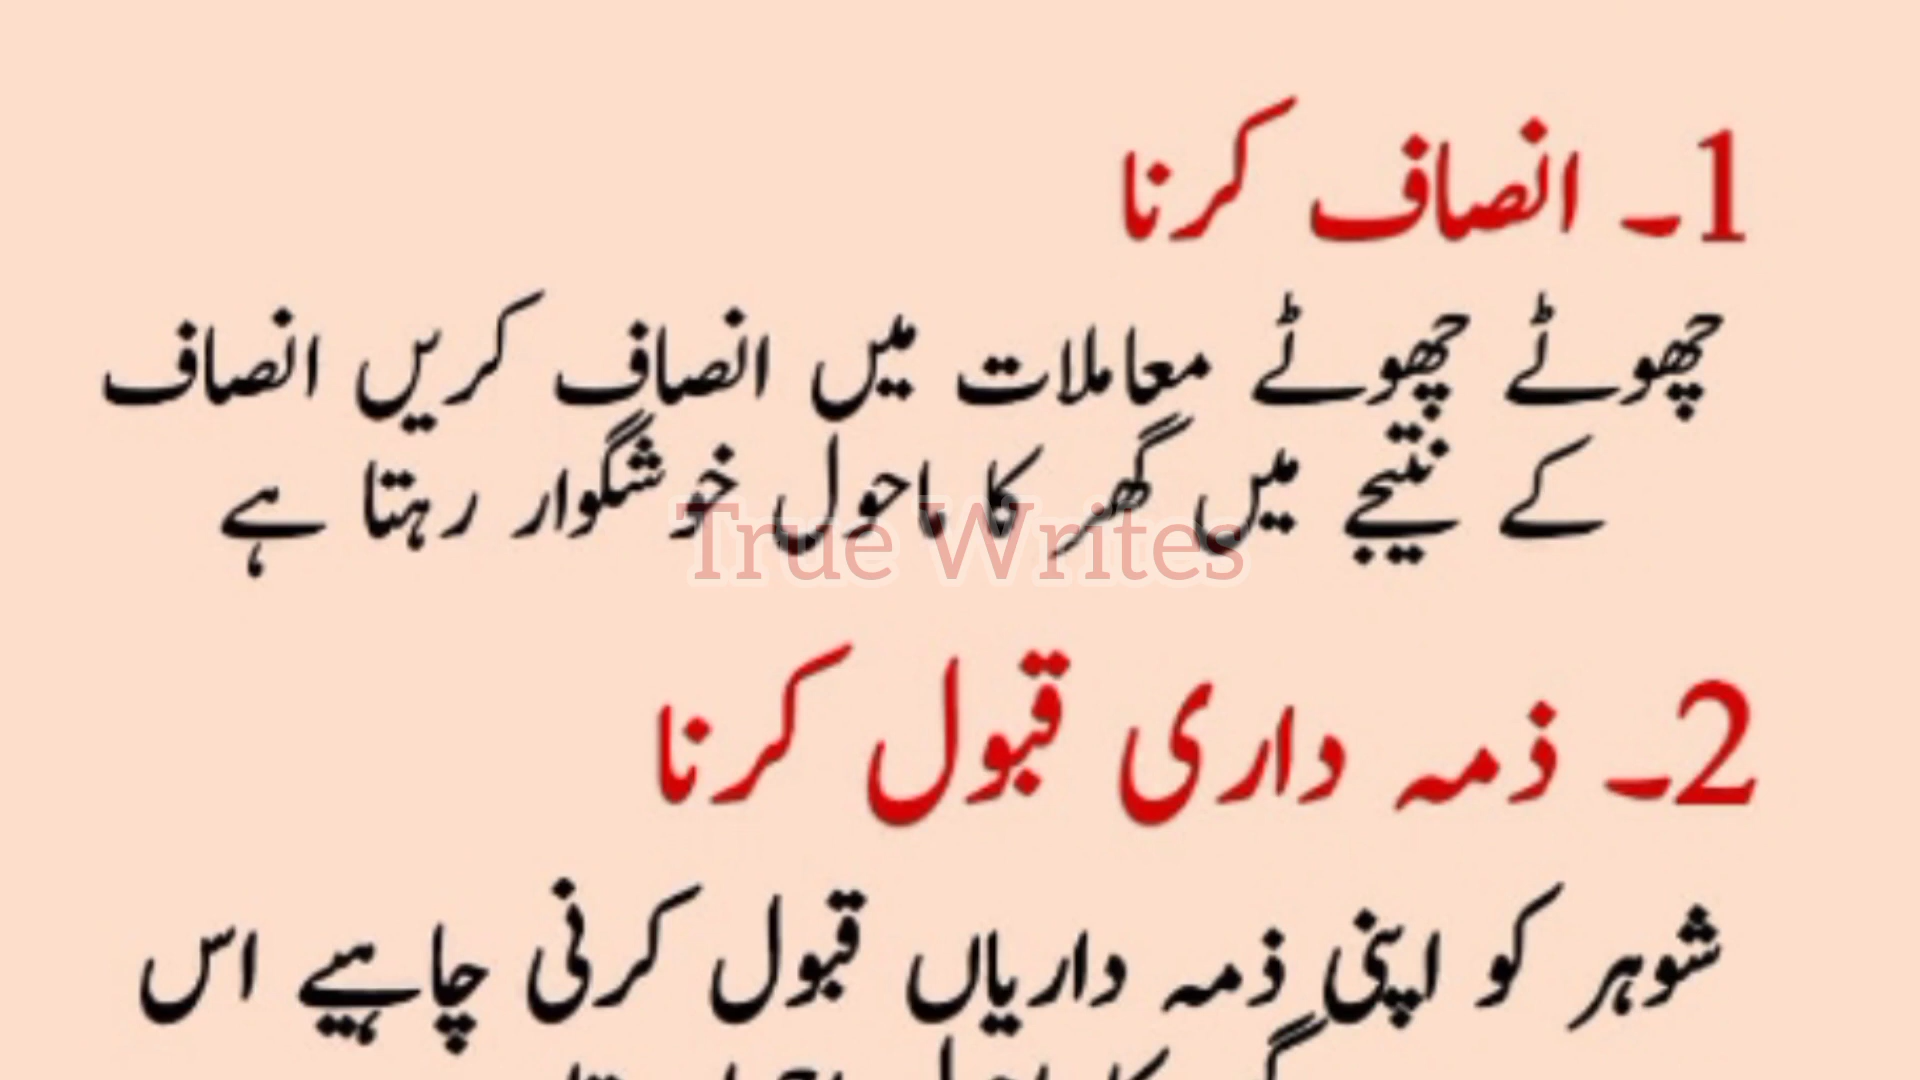 1۔ انصاف کرنا
چھوٹے چھوٹے معاملات میں انصاف کریں انصاف
کے نتیجے میں گھر کا ماحول خوشگوار رہتا ہے
True Writes
2۔ ذمہ داری قبول کرنا
شوہر کو اپنی ذمہ داریاں قبول کرنی چاہیے اس